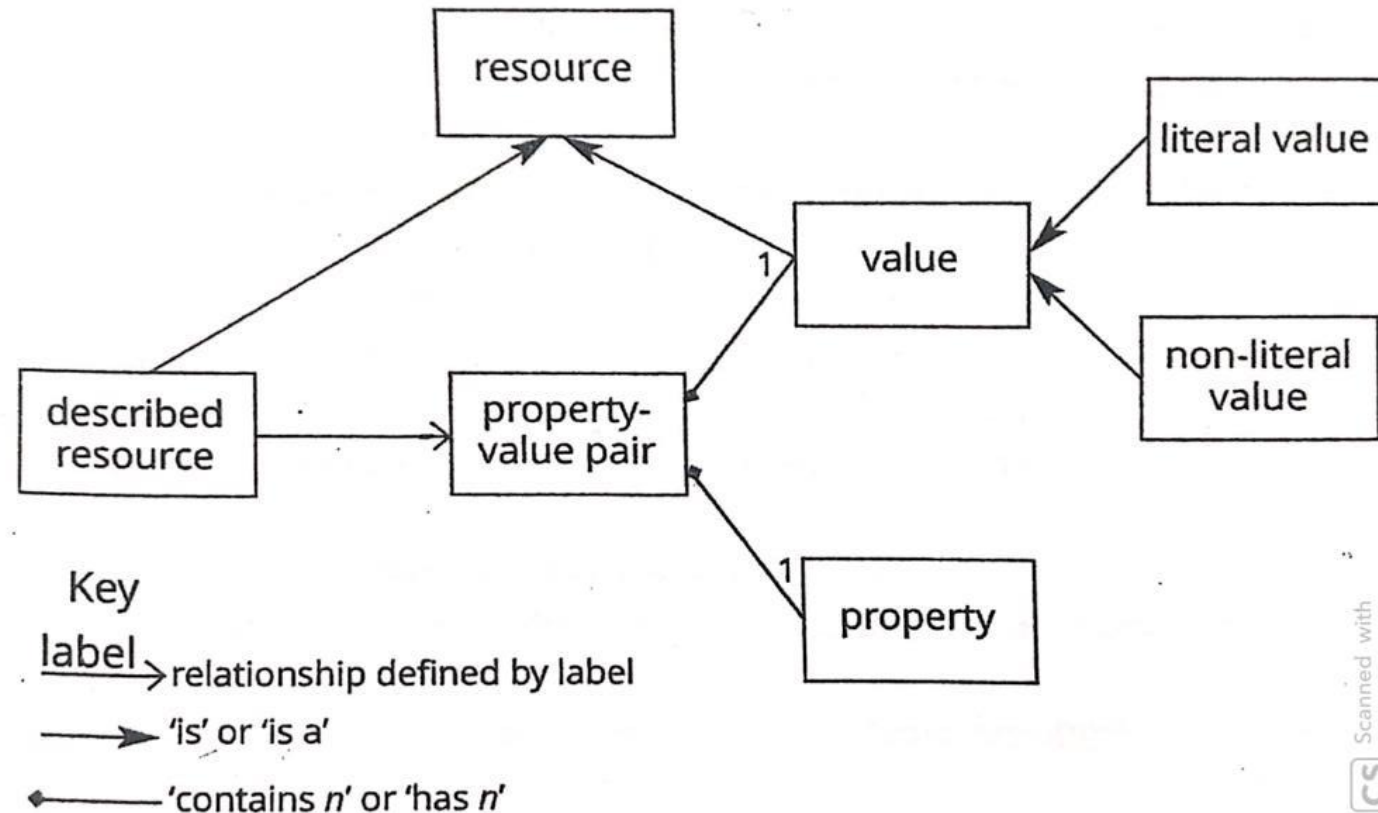 resource
literal value
value
1
non-literal
value
described
resource
property-
value pair
1
property
Key
label
relationship defined by label
'is' or 'is a'
'contains n' or 'has n'
CS Scanned with